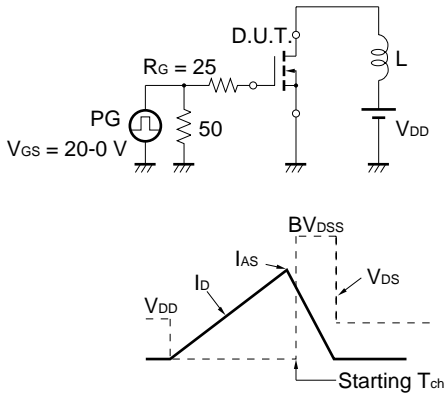 D.U.T.
RG = 25
L
PG
50
VDD
VGS = 20-0 V
BVDSS
IAS
ID
VDS
VDD
Starting Tch